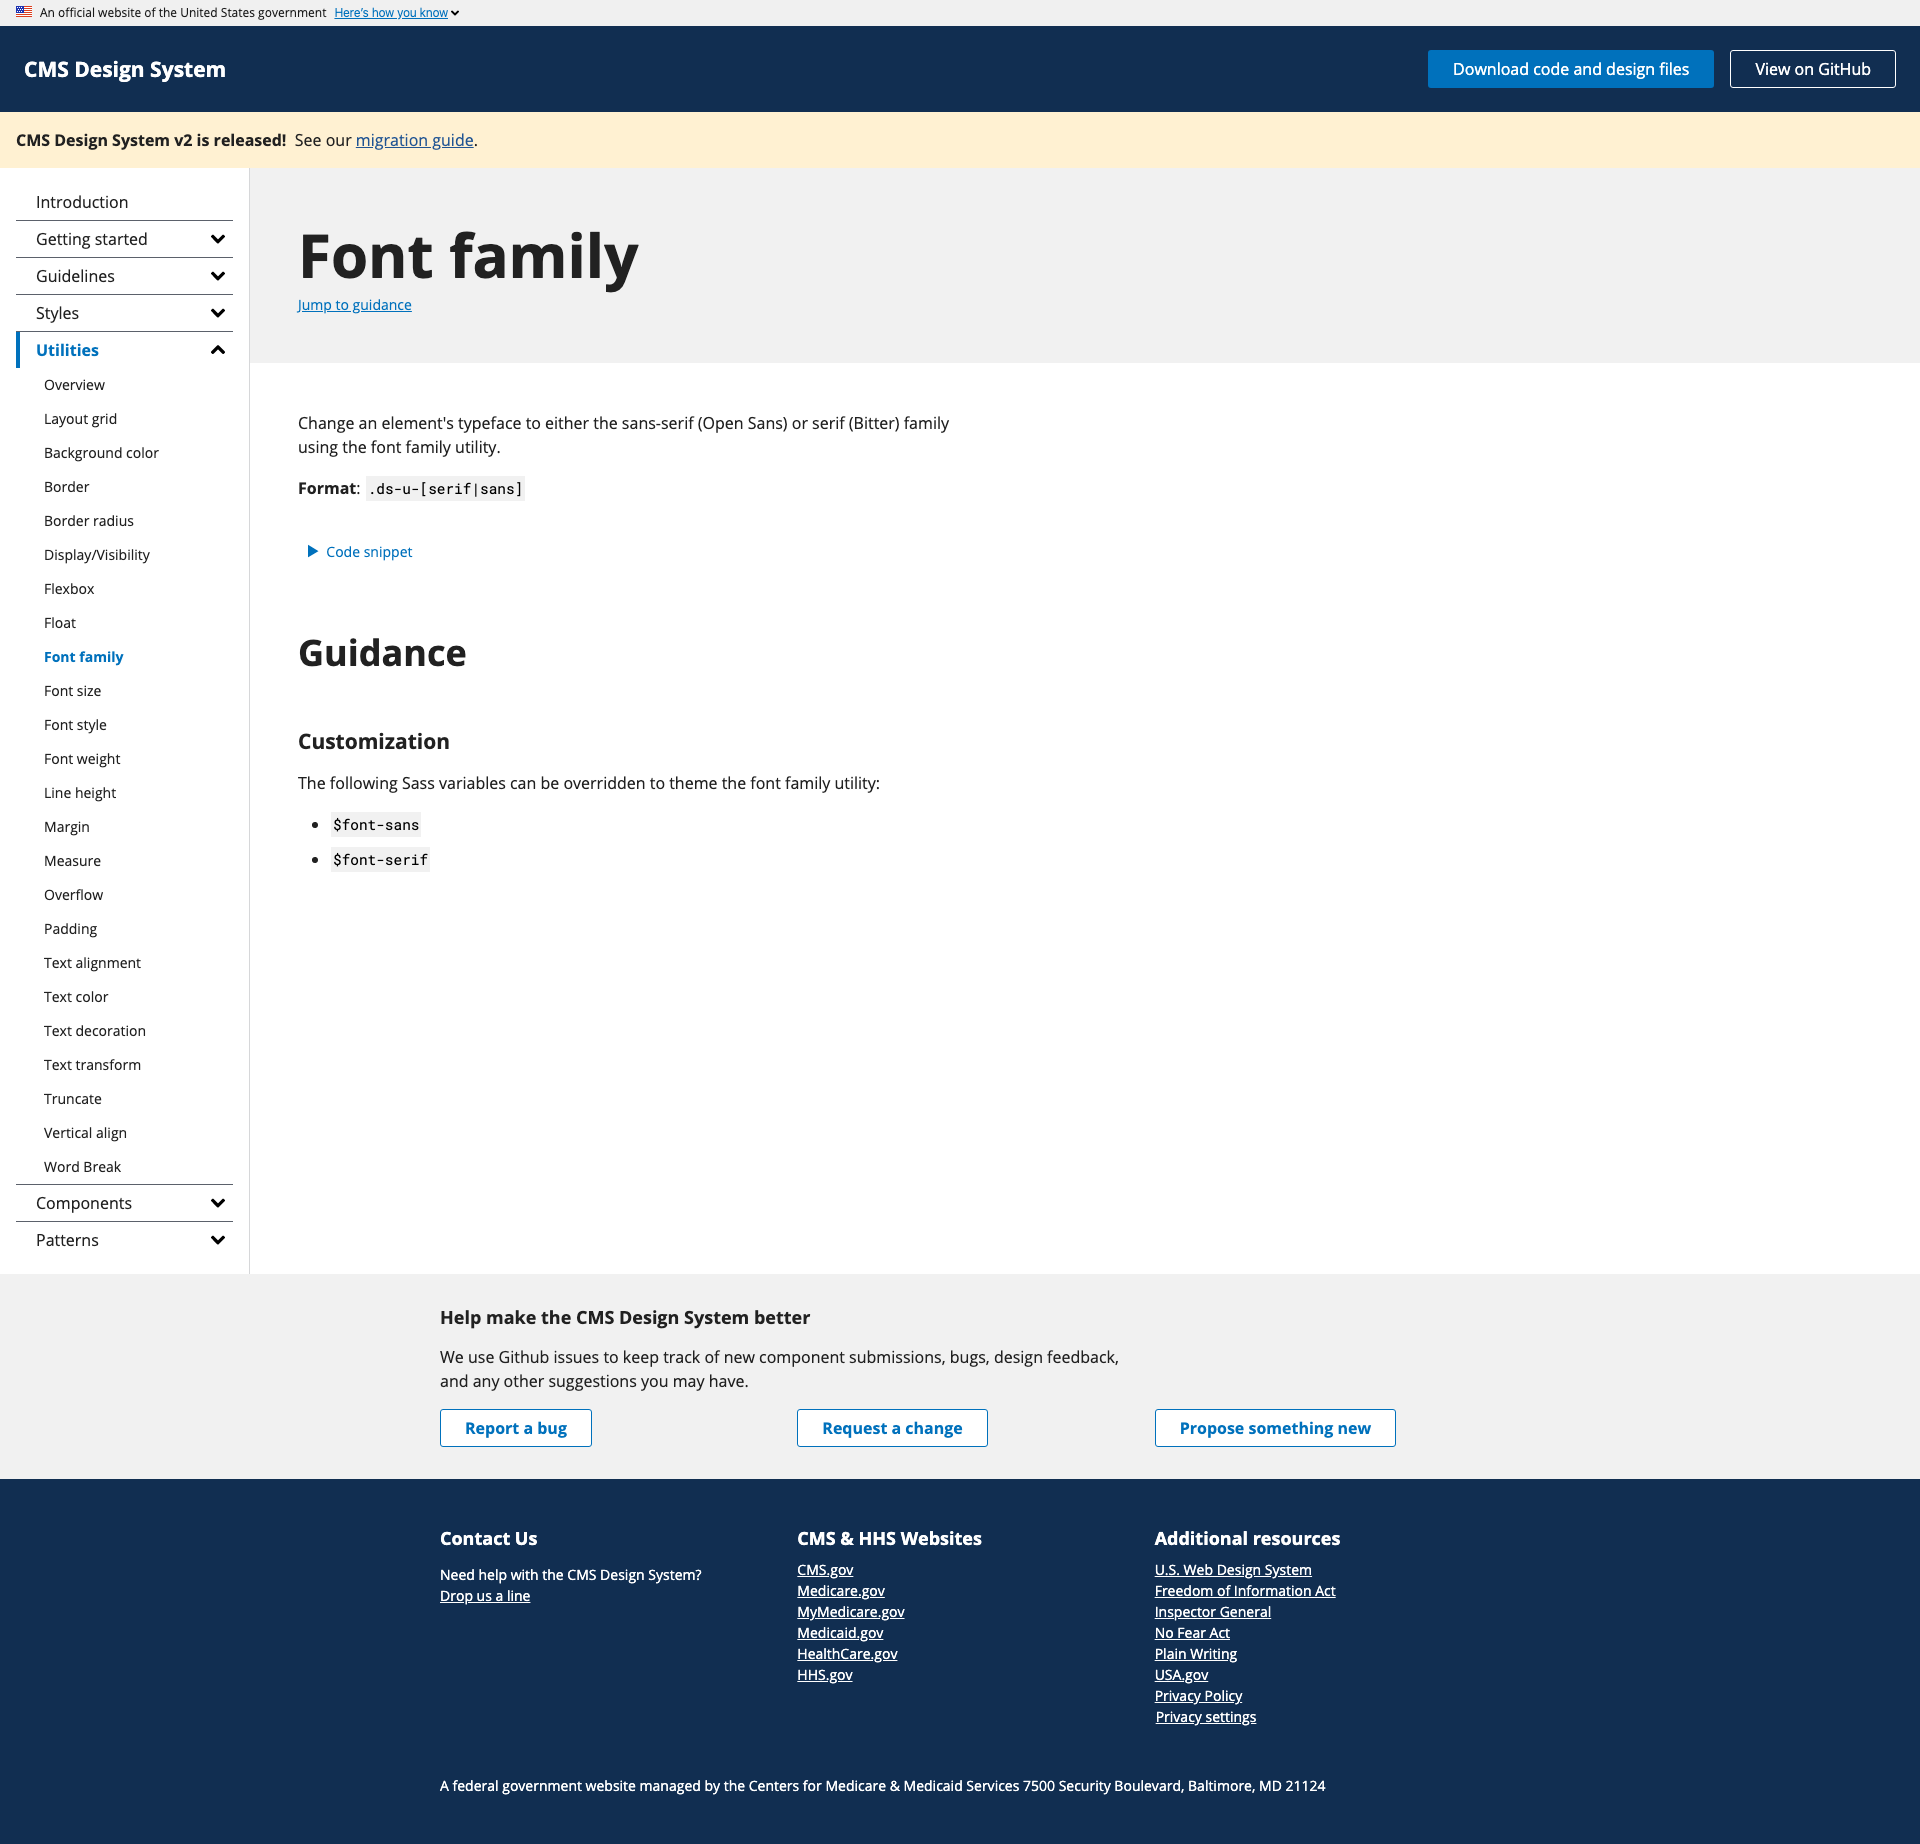 An official website of the United States government Here's how you know
CMS Design System
Download code and design files
View on GitHub
CMS Design System v2 is released! See our migration guide.
Introduction
Getting started
Guidelines
Styles
Utilities
Overview
Layout grid
Background color
Border
Border radius
Display/Visibility
Flexbox
Float
Font family
Font size
Font style
Font weight
Line height
Margin
Measure
Overflow
Padding
Text alignment
Text color
Text decoration
Text transform
Truncate
Vertical align
Word Break
Components
Patterns
Font family
Jump to guidance
Change an element's typeface to either the sans-serif (Open Sans) or serif (Bitter) family
using the font family utility.
Format: .ds-u-[serif|sans]
Code snippet
Guidance
Customization
The following Sass variables can be overridden to theme the font family utility:
$font-sans
$font-serif
Help make the CMS Design System better
We use Github issues to keep track of new component submissions, bugs, design feedback,
and any other suggestions you may have.
Report a bug
Request a change
Propose something new
Contact Us
Need help with the CMS Design System?
Drop us a line
CMS & HHS Websites
CMS.gov
Medicare.gov
MyMedicare.gov
Medicaid.gov
HealthCare.gov
HHS.gov
Additional resources
U.S. Web Design System
Freedom of Information Act
Inspector General
No Fear Act
Plain Writing
USA.gov
Privacy Policy
Privacy settings
A federal government website managed by the Centers for Medicare & Medicaid Services 7500 Security Boulevard, Baltimore, MD 21124